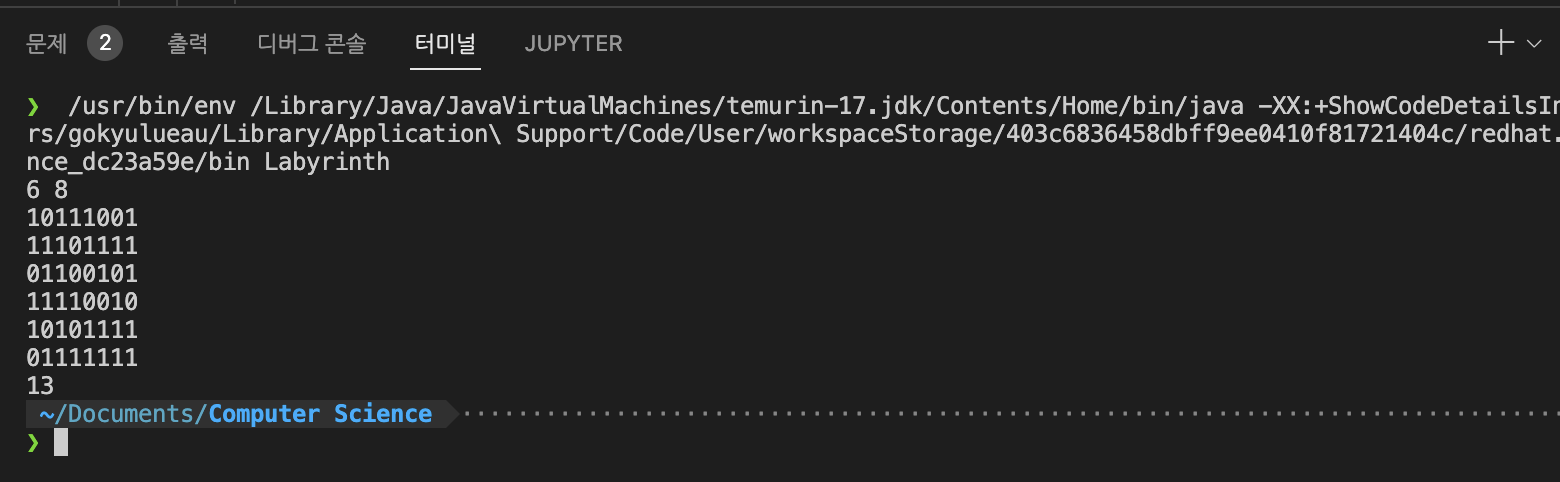 문제 2 출력 디버그 콘솔 터미널 JUPYTER
❯ /usr/bin/env /Library/Java/JavaVirtualMachines/temurin-17.jdk/Contents/Home/bin/java -XX:+ShowCodeDetailsIn
rs/gokyulueau/Library/Application\ Support/Code/User/workspaceStorage/403c6836458dbff9ee0410f81721404c/redhat.
nce_dc23a59e/bin Labyrinth
6 8
10111001
11101111
01100101
11110010
10101111
01111111
13
~/Documents/Computer Science
❯